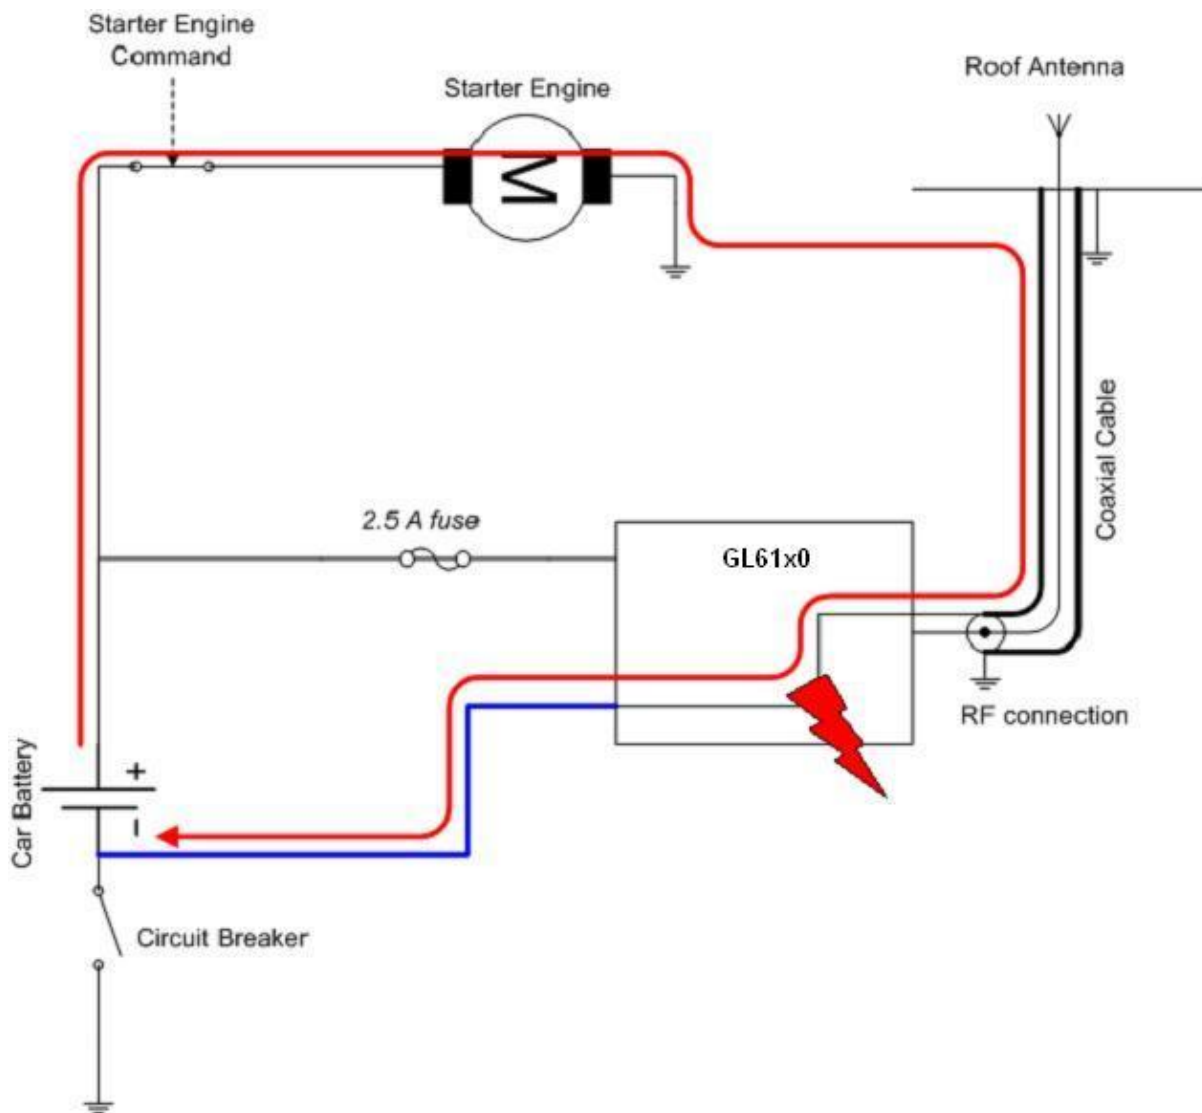 Starter Engine
Command
Starter Engine
M
Roof Antenna
Coaxial Cable
2.5 A fuse
GL61x0
RF connection
Car Battery
+
−
Circuit Breaker